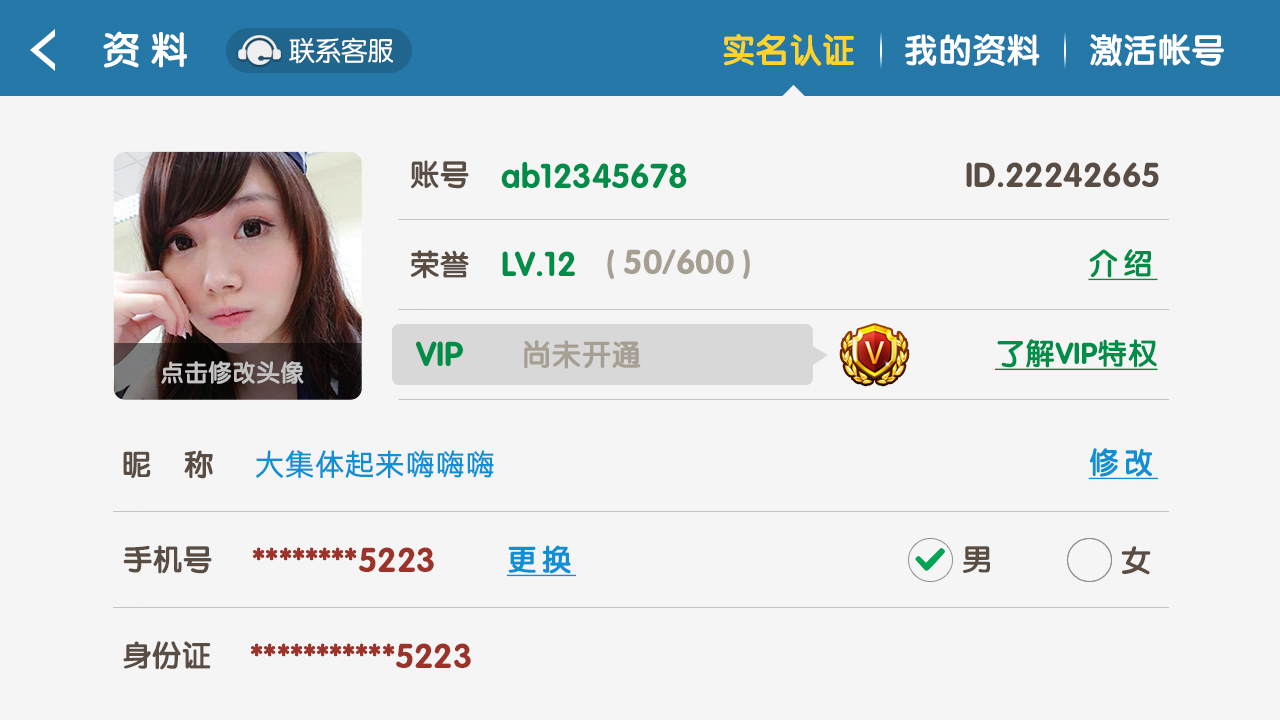 资料 联系客服 实名认证 我的资料 激活帐号
账号 ab12345678 ID.22242665
荣誉 LV.12 (50/600) 介绍
VIP 尚未开通 V 了解VIP特权
点击修改头像
昵称 大集体起来嗨嗨嗨 修改
手机号 ********5223 更换 男 女
身份证 ***********5223